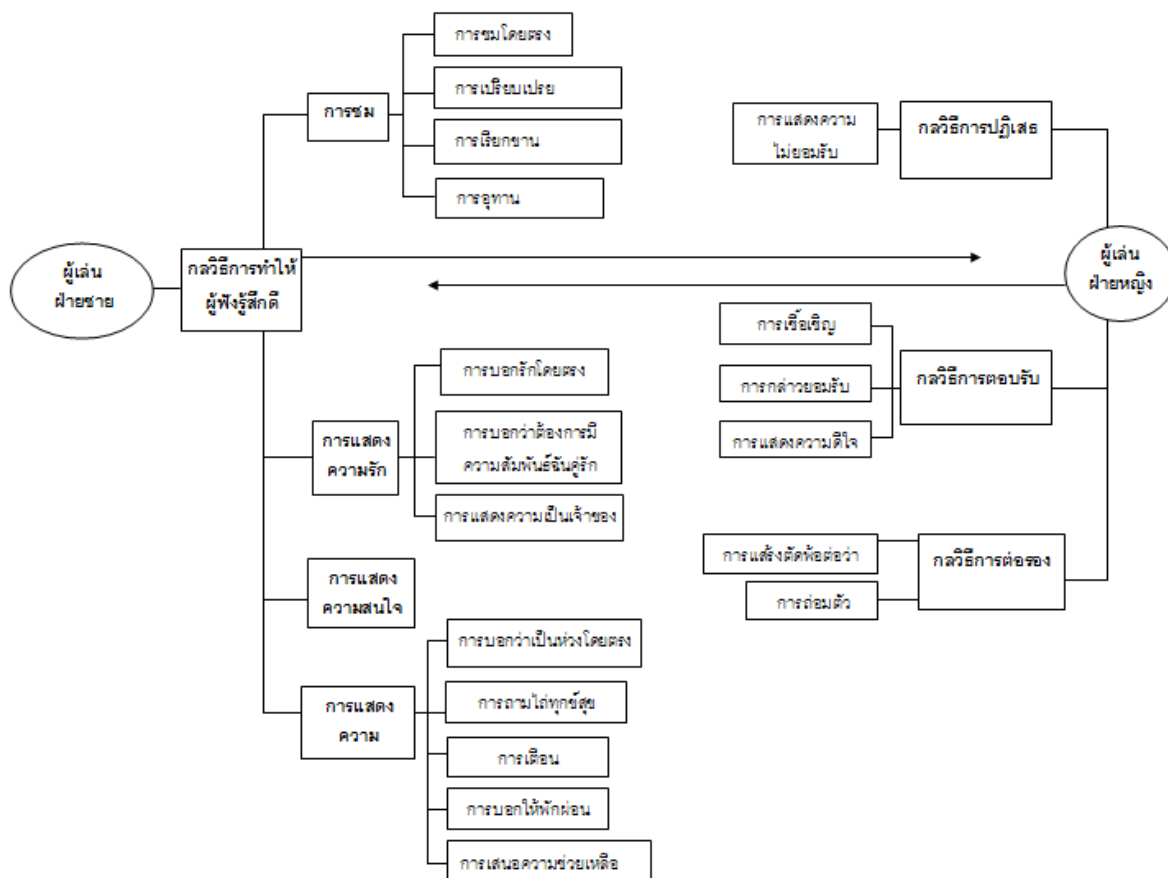 ผู้เล่น
ฝ่ายชาย
กลวิธีการทำให้
ผู้ฟังรู้สึกดี
การชม
การชมโดยตรง
การเปรียบเปรย
การเรียกขาน
การอุทาน
การแสดง
ความรัก
การบอกรักโดยตรง
การบอกว่าต้องการมี
ความสัมพันธ์ฉันคู่รัก
การแสดงความเป็นเจ้าของ
การแสดง
ความสนใจ
การแสดง
ความ
การบอกว่าเป็นห่วงโดยตรง
การถามไถ่ทุกข์สุข
การเตือน
การบอกให้พักผ่อน
การเสนอความช่วยเหลือ
ผู้เล่น
ฝ่ายหญิง
กลวิธีการปฏิเสธ
การแสดงความ
ไม่ยอมรับ
กลวิธีการตอบรับ
การเชื้อเชิญ
การกล่าวยอมรับ
การแสดงความดีใจ
กลวิธีการต่อรอง
การแสร้งตัดพ้อต่อว่า
การถ่อมตัว